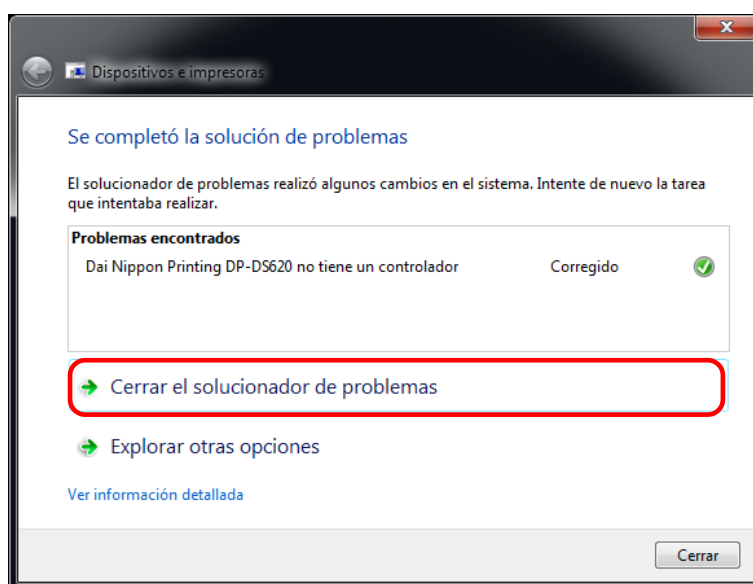 Dispositivos e impresoras
Se completó la solución de problemas
El solucionador de problemas realizó algunos cambios en el sistema. Intente de nuevo la tarea
que intentaba realizar.
Problemas encontrados
Dai Nippon Printing DP-DS620 no tiene un controlador Corregido
Cerrar el solucionador de problemas
Explorar otras opciones
Ver información detallada
Cerrar